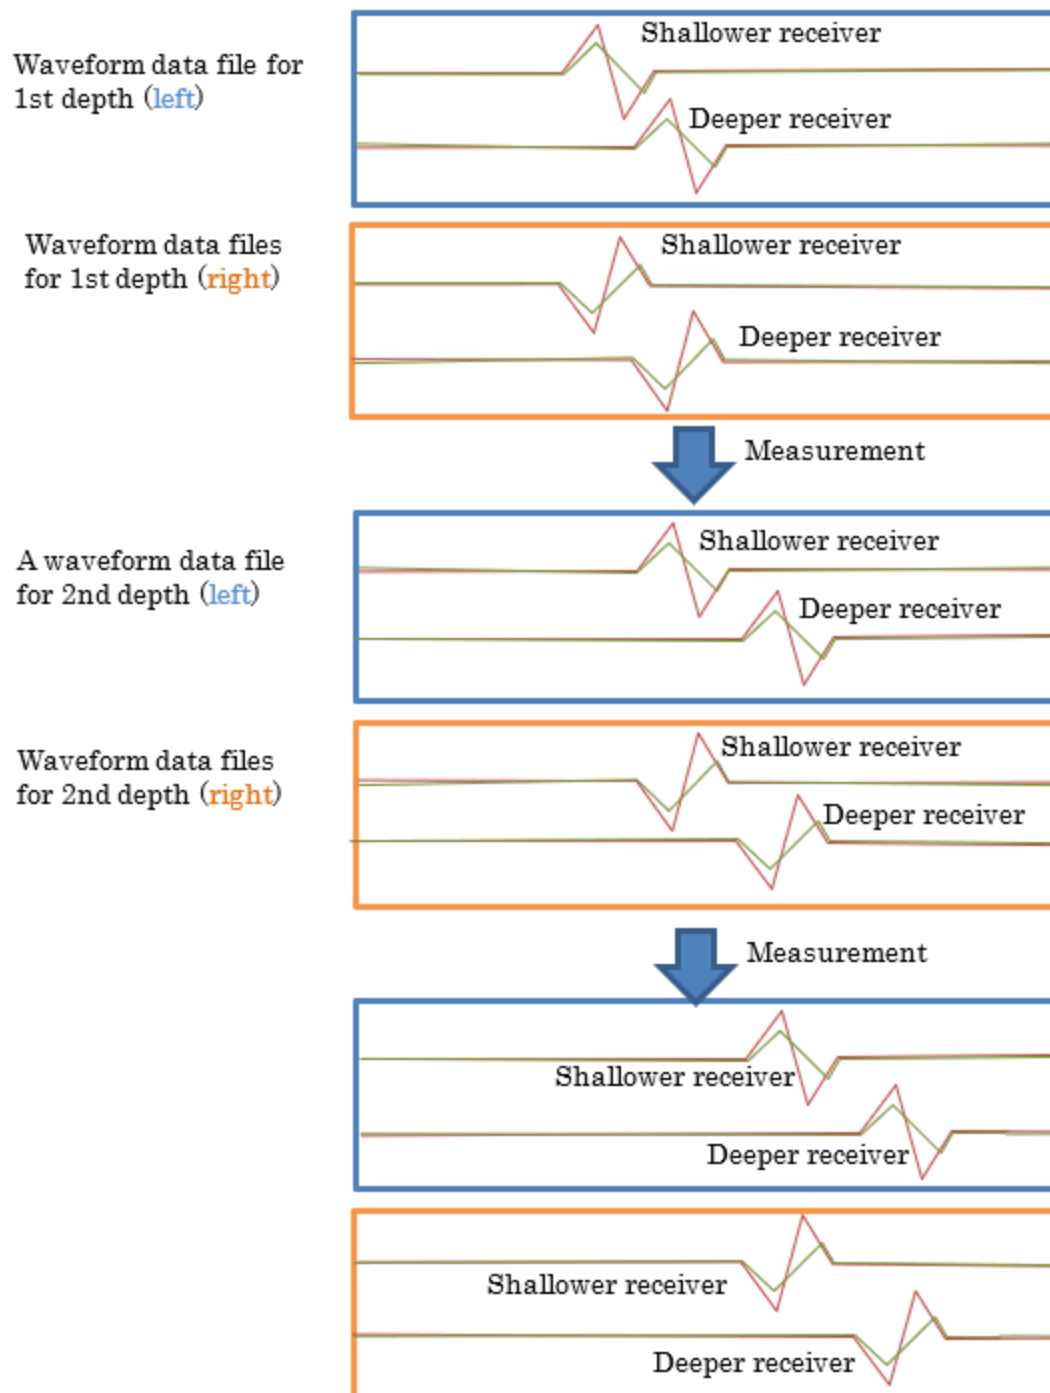 Shallower receiver
Waveform data file for
1st depth (left)
Deeper receiver
Waveform data files
for 1st depth (right)
Shallower receiver
Deeper receiver
Measurement
A waveform data file
for 2nd depth (left)
Shallower receiver
Deeper receiver
Waveform data files
for 2nd depth (right)
Shallower receiver
Deeper receiver
Measurement
Shallower receiver
Deeper receiver
Shallower receiver
Deeper receiver